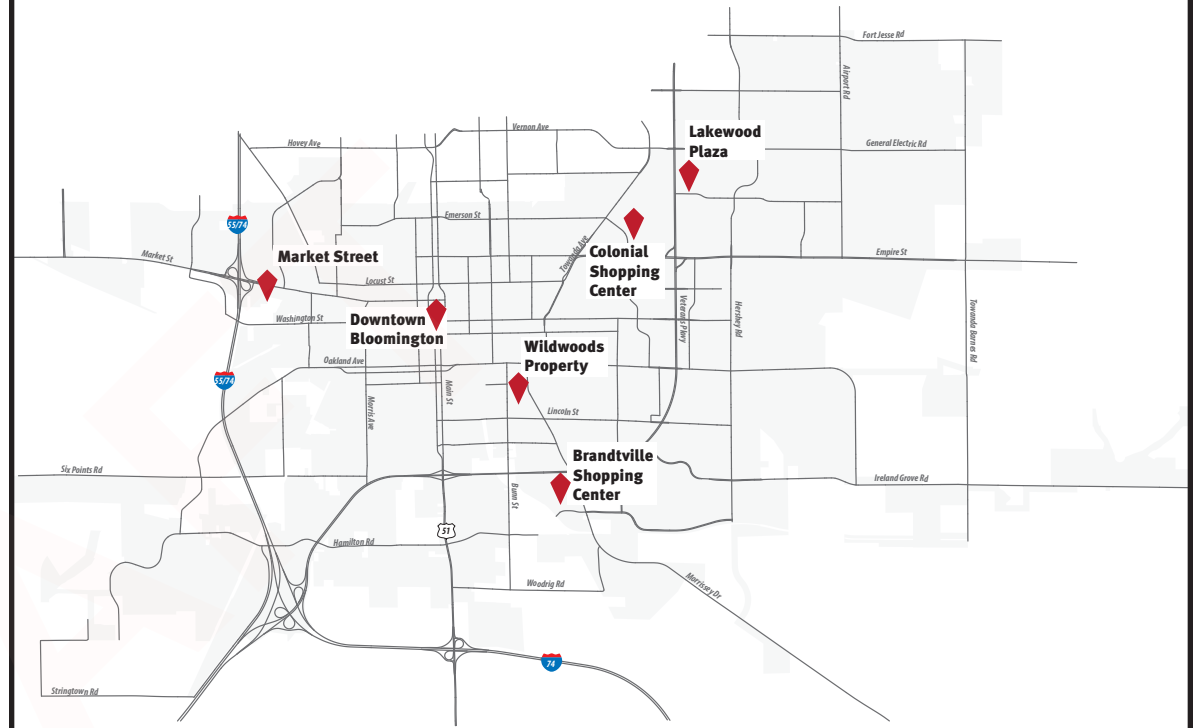 Fort Jesse Rd
Airport Rd
Vernon Ave
Hovey Ave
General Electric Rd
Lakewood
Plaza
55/74
Emerson St
Towanda Ave
Colonial
Shopping
Center
Empire St
Market St
Market Street
Locust St
Washington St
Downtown
Bloomington
Veterans Pkwy
Hershey Rd
Towanda Barnes Rd
Wildwoods
Property
Oakland Ave
55/74
Morris Ave
Main St
Lincoln St
Brandtville
Shopping
Center
Six Points Rd
Ireland Grove Rd
Bunn St
51
Hamilton Rd
Woodrig Rd
Morrissey Dr
74
Stringtown Rd